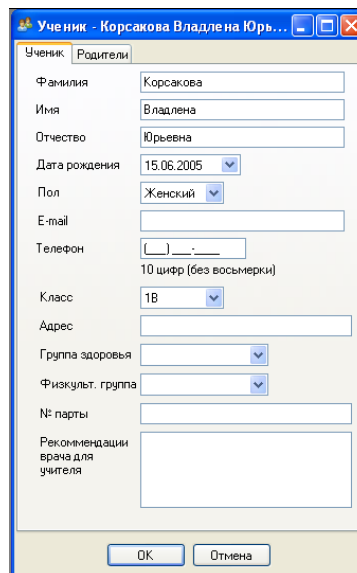 Ученик - Корсакова Владлена Юрь...
Ученик Родители
Фамилия Корсакова
Имя Владлена
Отчество Юрьевна
Дата рождения 15.06.2005
Пол Женский
E-mail
Телефон (___)___-____
10 цифр (без восьмерки)
Класс 1В
Адрес
Группа здоровья
Физкульт. группа
№ парты
Рекоммендации
врача для
учителя
OK Отмена